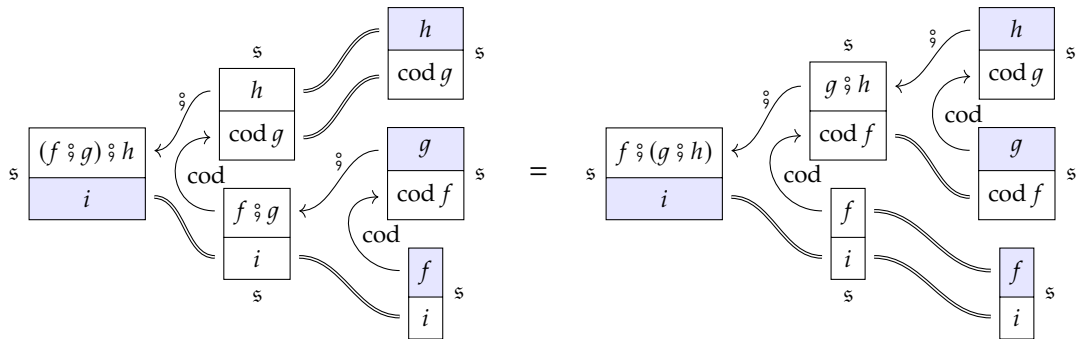 h
cod g
𝔰
𝔰
h
cod g
⨟
(f ⨟ g) ⨟ h
i
𝔰
cod
g
cod f
𝔰
⨟
f ⨟ g
i
𝔰
cod
f
i
𝔰
=
h
cod g
𝔰
⨟
𝔰
g ⨟ h
cod f
⨟
cod
f ⨟ (g ⨟ h)
i
𝔰
g
cod f
𝔰
cod
f
i
𝔰
f
i
𝔰